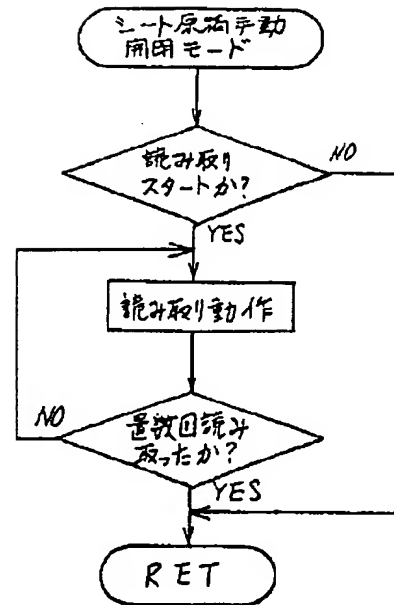 シート原稿手動
開閉モード
読み取り
スタートか?
NO
YES
読み取り動作
NO
置数回読み
取ったか?
YES
RET